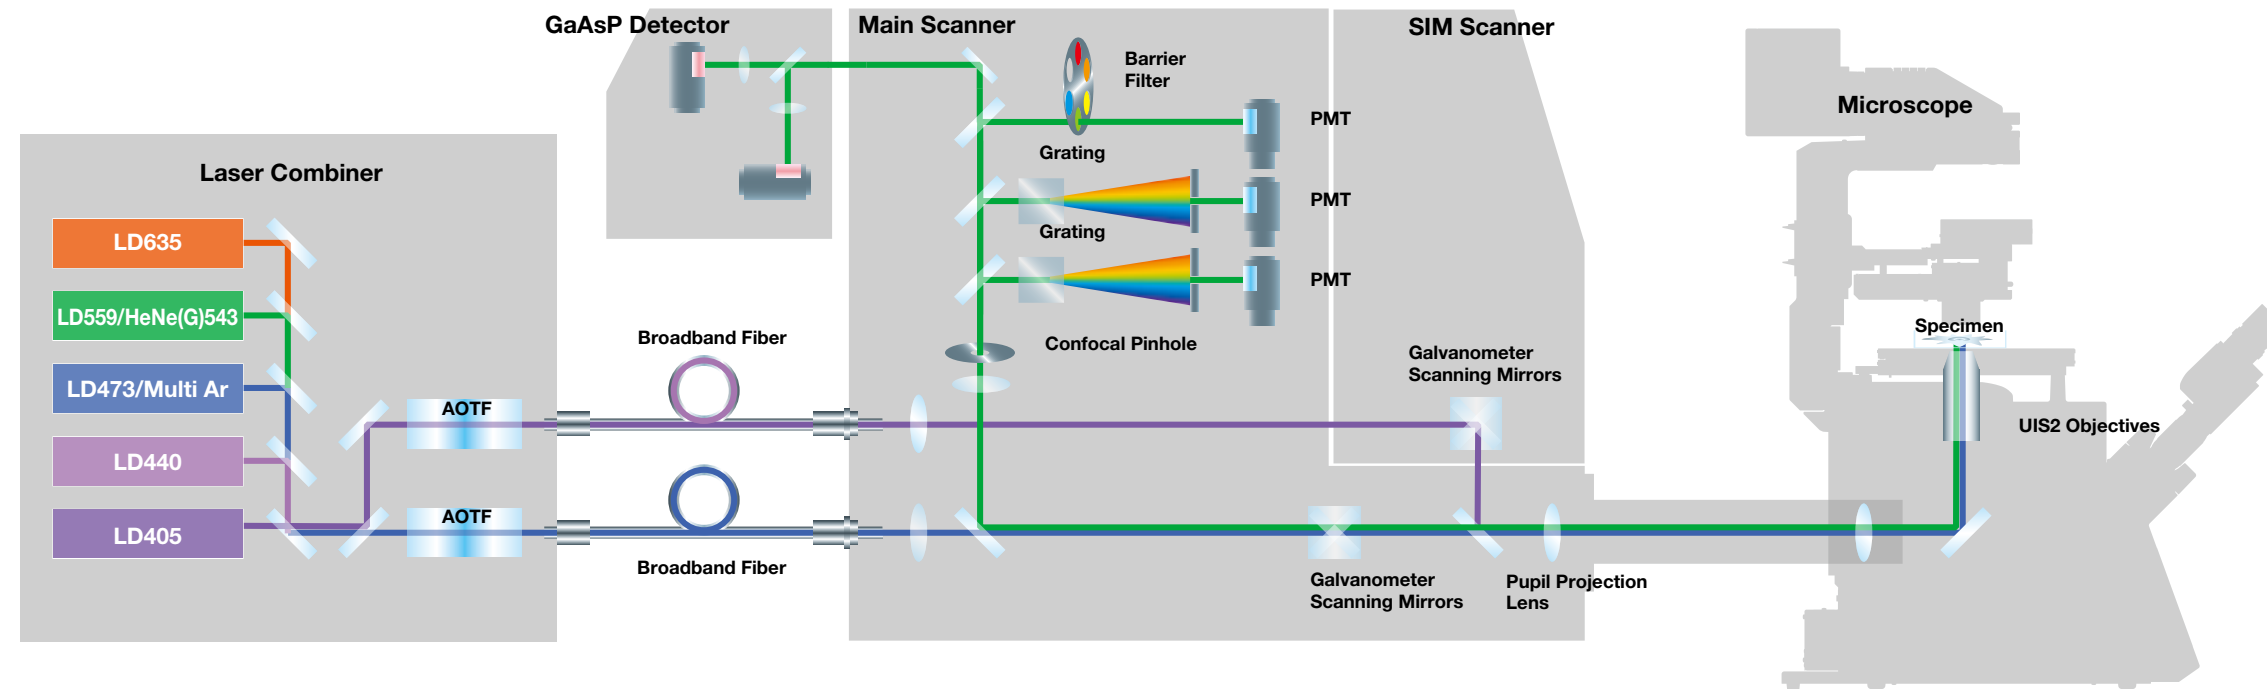 GaAsP Detector
Main Scanner
SIM Scanner
Barrier
Filter
Microscope
PMT
Grating
Laser Combiner
PMT
Grating
LD635
PMT
LD559/HeNe(G)543
Specimen
Broadband Fiber
Confocal Pinhole
Galvanometer
Scanning Mirrors
LD473/Multi Ar
AOTF
UIS2 Objectives
LD440
AOTF
LD405
Broadband Fiber
Galvanometer
Scanning Mirrors
Pupil Projection
Lens